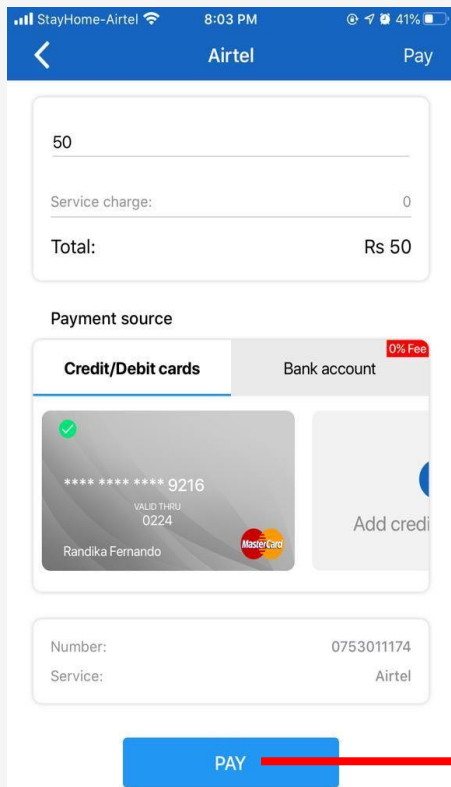 StayHome-Airtel 8:03 PM 41%
Airtel Pay
50
Service charge: 0
Total: Rs 50
Payment source
0% Fee
Credit/Debit cards Bank account
**** **** **** 9216
VALID THRU
0224
Randika Fernando MasterCard
Add credi
Number: 0753011174
Service: Airtel
PAY